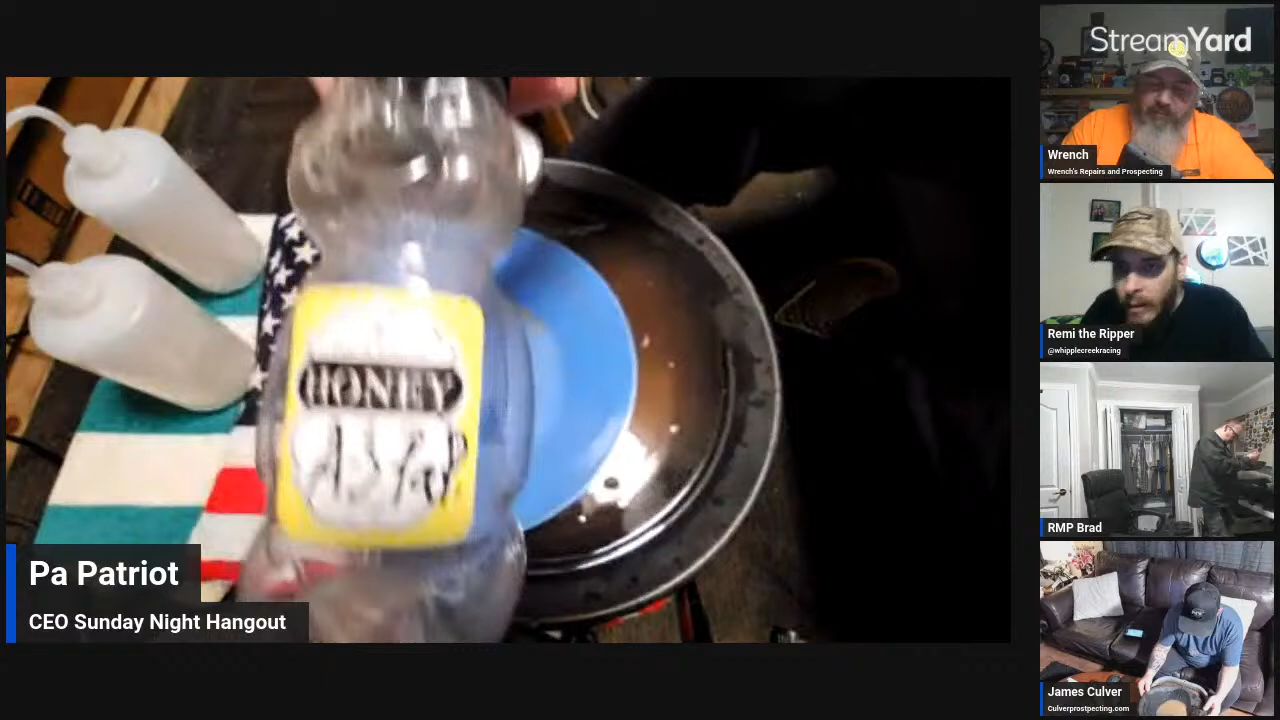 StreamYard
Wrench
Wrench's Repairs and Prospecting
Remi the Ripper
@whipplecreekracing
HONEY
RMP Brad
Pa Patriot
CEO Sunday Night Hangout
James Culver
Culverprostpecting.com